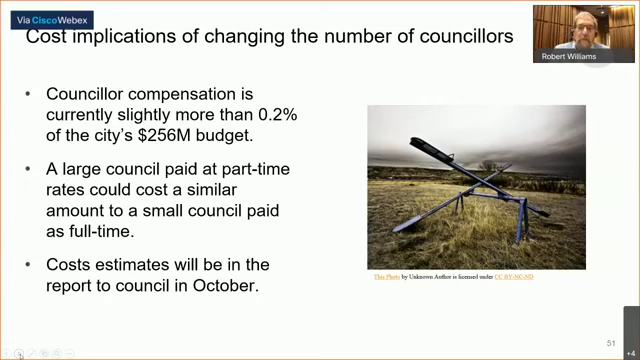 Via Cisco Webex
Cost implications of changing the number of councillors
Robert Williams
• Councillor compensation is
currently slightly more than 0.2%
of the city's $256M budget.
• A large council paid at part-time
rates could cost a similar
amount to a small council paid
as full-time.
• Costs estimates will be in the
report to council in October.
This Photo by Unknown Author is licensed under CC BY-NC-ND
51
+4